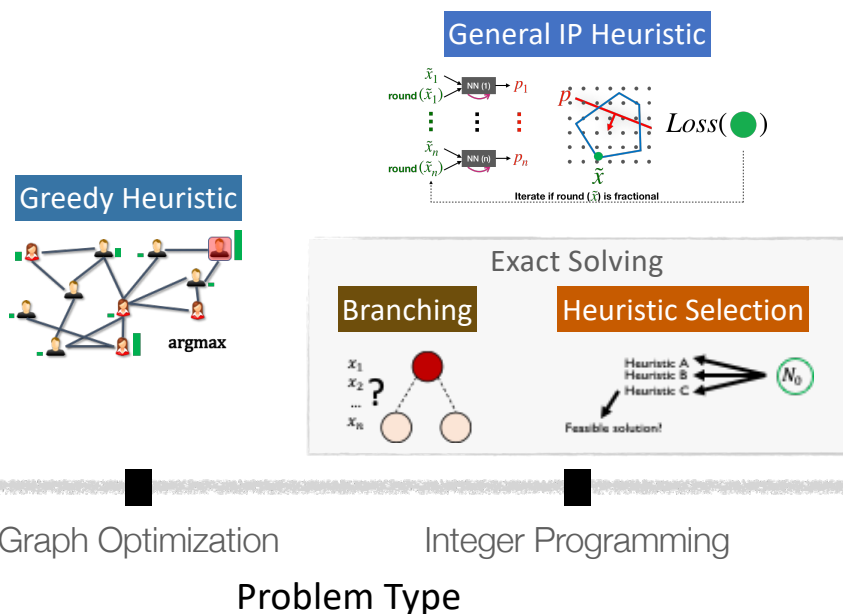 General IP Heuristic
x̃₁
round(x̃₁)
NN (1)
p₁
x̃ₙ
round(x̃ₙ)
NN (n)
pₙ
p
x̃
Loss( )
Iterate if round (x̃) is fractional
Greedy Heuristic
argmax
Exact Solving
Branching
x₁
x₂
...
xₙ
?
Heuristic Selection
Heuristic A
Heuristic B
Heuristic C
N₀
Feasible solution?
Graph Optimization
Integer Programming
Problem Type